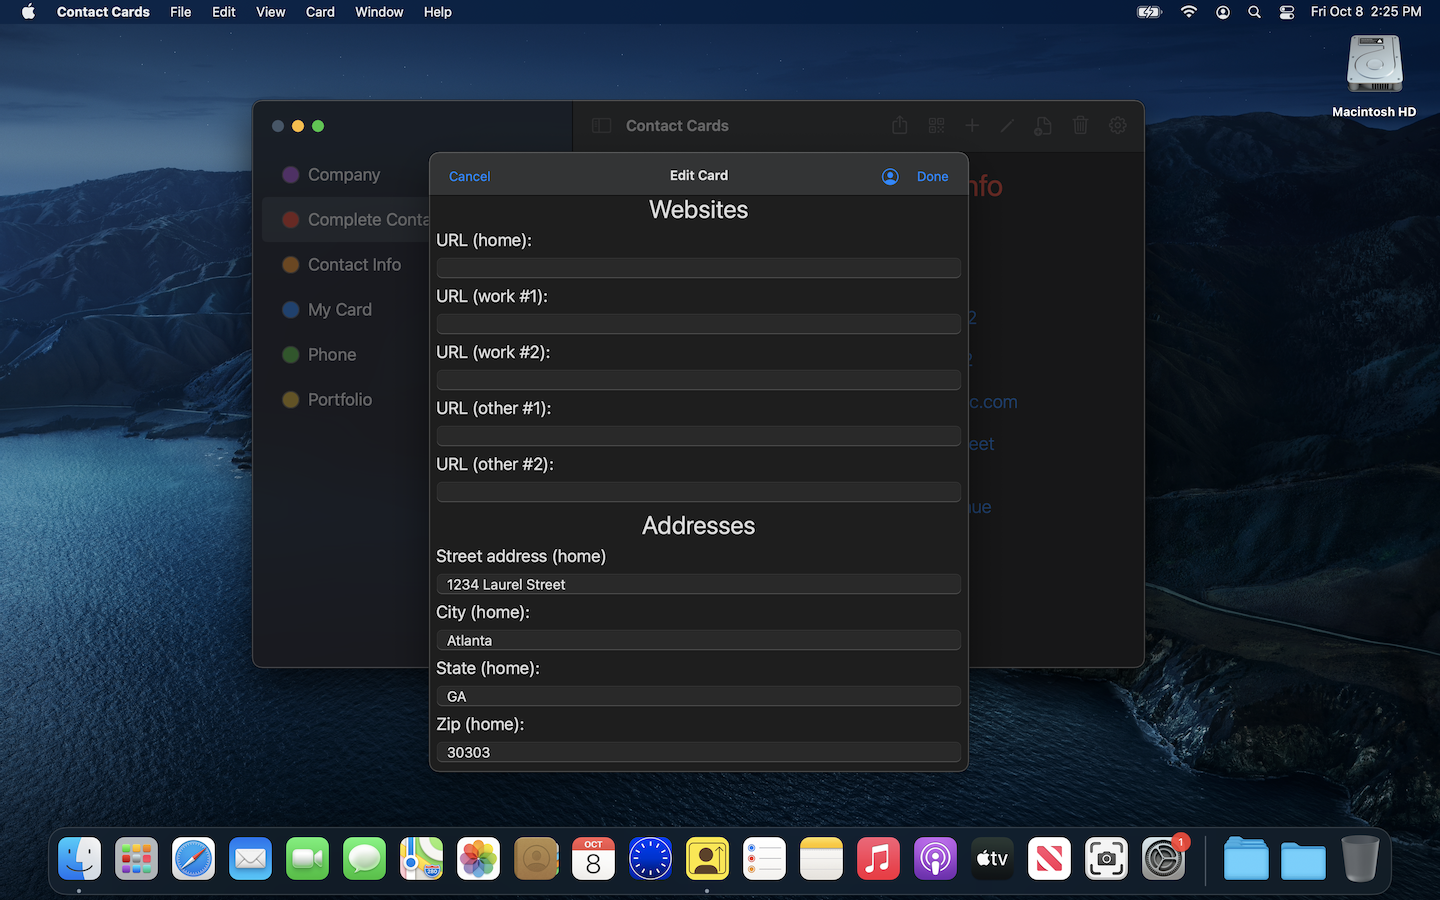 Contact Cards File Edit View Card Window Help
Fri Oct 8 2:25 PM
Macintosh HD
Contact Cards
Company
Complete Conta
Contact Info
My Card
Phone
Portfolio
Cancel Edit Card Done
nfo
2
2
c.com
eet
ue
Websites
URL (home):
URL (work #1):
URL (work #2):
URL (other #1):
URL (other #2):
Addresses
Street address (home)
1234 Laurel Street
City (home):
Atlanta
State (home):
GA
Zip (home):
30303
280
OCT
8
tv
1